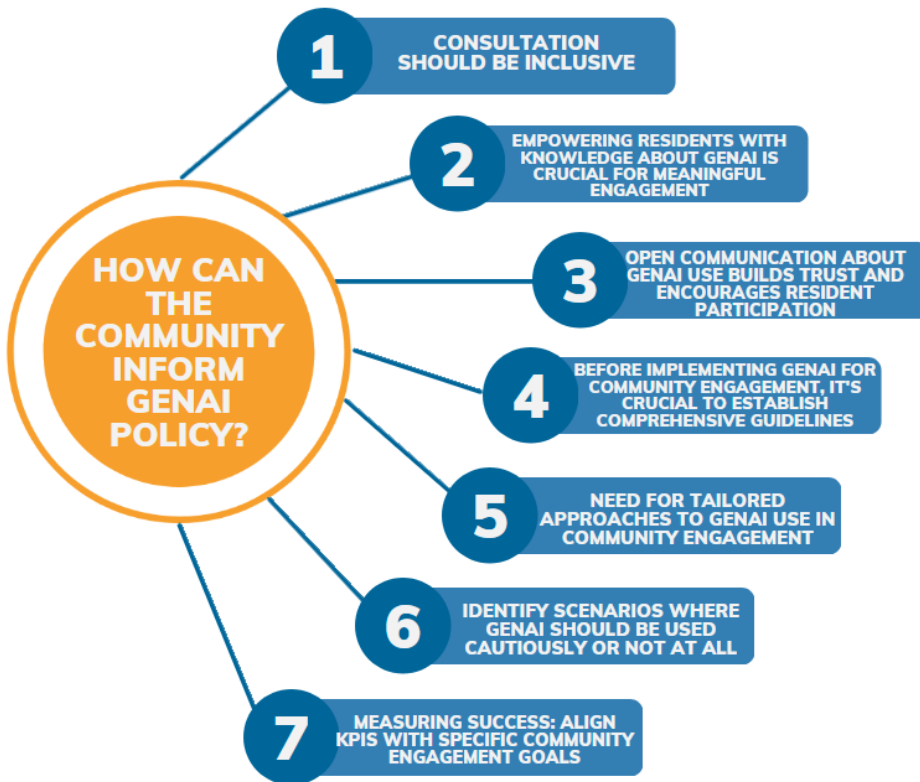 HOW CAN
THE
COMMUNITY
INFORM
GENAI
POLICY?
1
CONSULTATION
SHOULD BE INCLUSIVE
2
EMPOWERING RESIDENTS WITH
KNOWLEDGE ABOUT GENAI IS
CRUCIAL FOR MEANINGFUL
ENGAGEMENT
3
OPEN COMMUNICATION ABOUT
GENAI USE BUILDS TRUST AND
ENCOURAGES RESIDENT
PARTICIPATION
4
BEFORE IMPLEMENTING GENAI FOR
COMMUNITY ENGAGEMENT, IT'S
CRUCIAL TO ESTABLISH
COMPREHENSIVE GUIDELINES
5
NEED FOR TAILORED
APPROACHES TO GENAI USE IN
COMMUNITY ENGAGEMENT
6
IDENTIFY SCENARIOS WHERE
GENAI SHOULD BE USED
CAUTIOUSLY OR NOT AT ALL
7
MEASURING SUCCESS: ALIGN
KPIS WITH SPECIFIC COMMUNITY
ENGAGEMENT GOALS